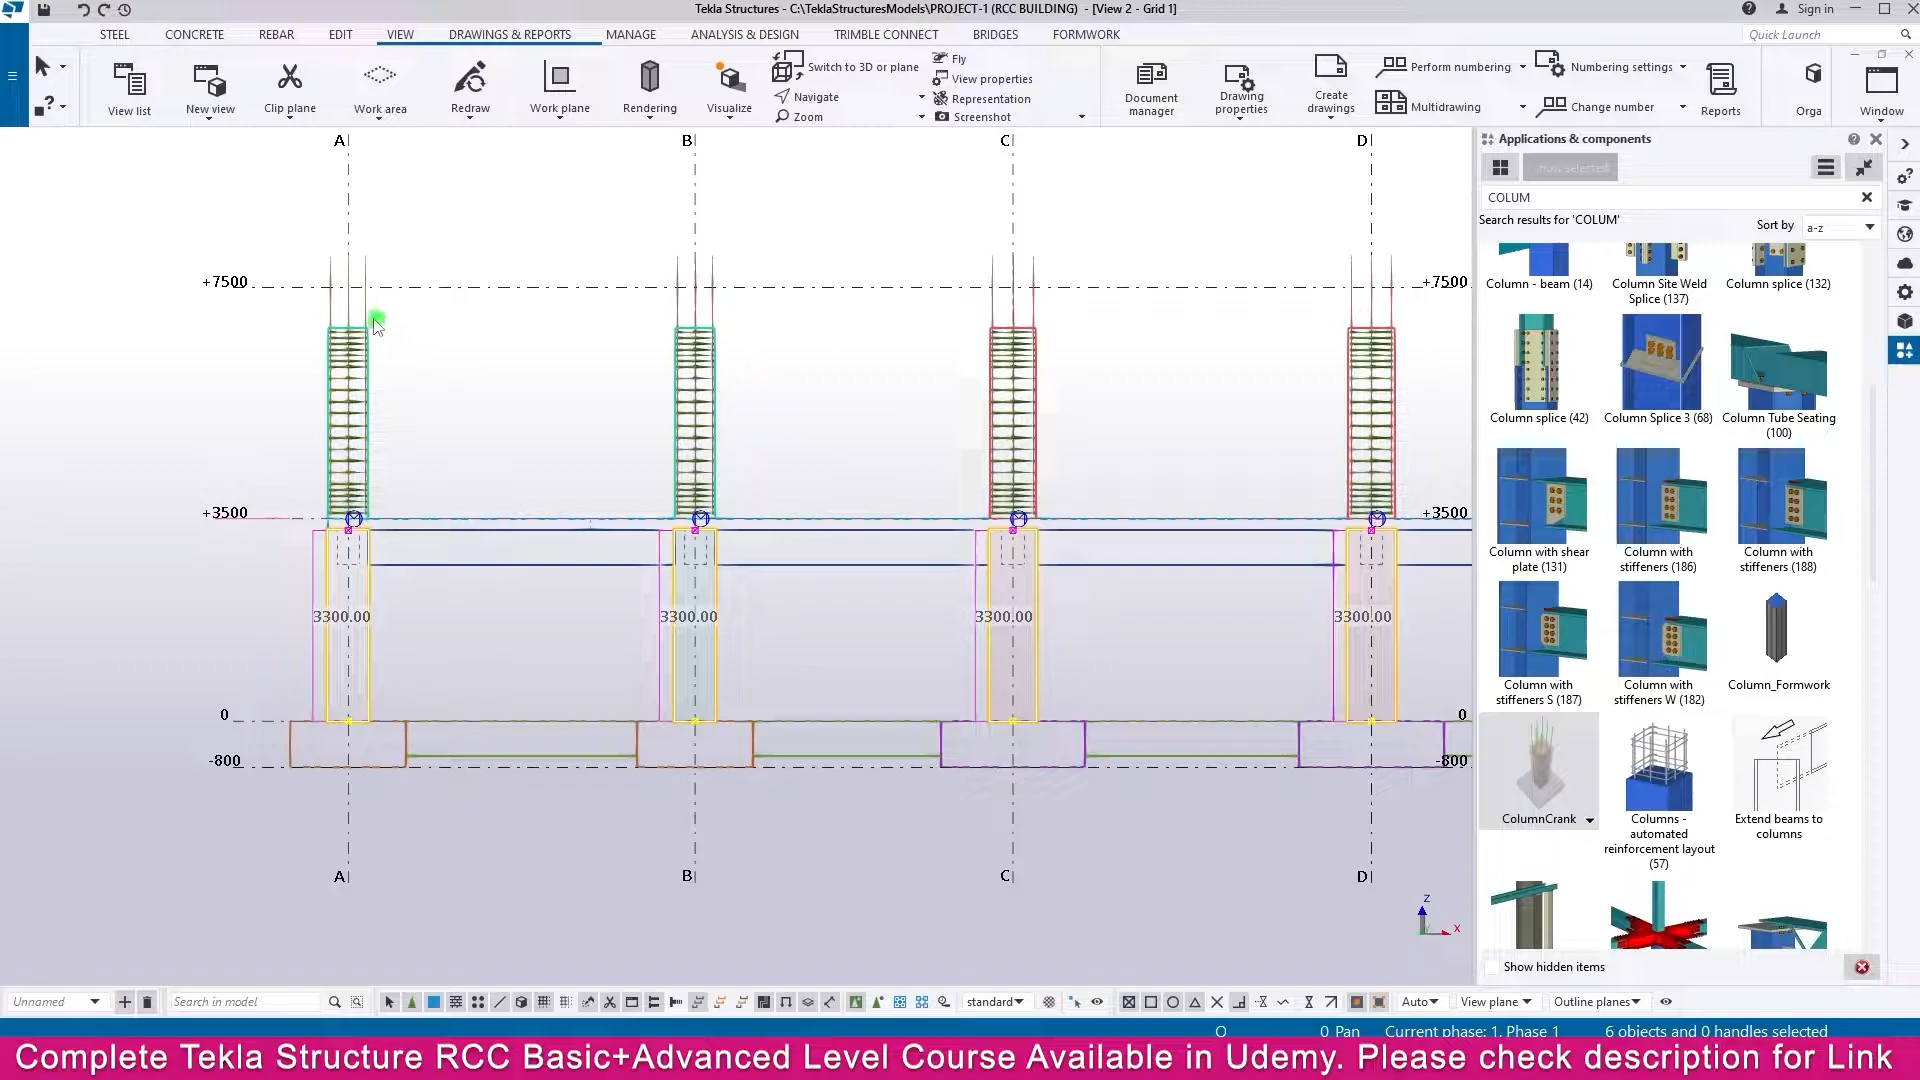 Tekla Structures - C:\TeklaStructuresModels\PROJECT-1 (RCC BUILDING) - [View 2 - Grid 1]
Sign in
STEEL CONCRETE REBAR EDIT VIEW DRAWINGS & REPORTS MANAGE ANALYSIS & DESIGN TRIMBLE CONNECT BRIDGES FORMWORK
Quick Launch
View list
New view
Clip plane
Work area
Redraw
Work plane
Rendering
Visualize
Switch to 3D or plane
Navigate
Zoom
Fly
View properties
Representation
Screenshot
Document
manager
Drawing
properties
Create
drawings
Perform numbering
Multidrawing
Numbering settings
Change number
Reports
Orga
Window
A B C D
+7500 +7500
+3500 +3500
3300.00 3300.00 3300.00 3300.00
0 0
-800 -800
A B C D
Z
X
Applications & components
COLUM
Search results for 'COLUM'
Sort by a-z
Column - beam (14)
Column Site Weld
Splice (137)
Column splice (132)
Column splice (42)
Column Splice 3 (68)
Column Tube Seating
(100)
Column with shear
plate (131)
Column with
stiffeners (186)
Column with
stiffeners (188)
Column with
stiffeners S (187)
Column with
stiffeners W (182)
Column_Formwork
ColumnCrank
Columns -
automated
reinforcement layout
(57)
Extend beams to
columns
Show hidden items
Unnamed
Search in model
standard
Auto
View plane
Outline planes
O 0 Pan Current phase: 1, Phase 1 6 objects and 0 handles selected
Complete Tekla Structure RCC Basic+Advanced Level Course Available in Udemy. Please check description for Link